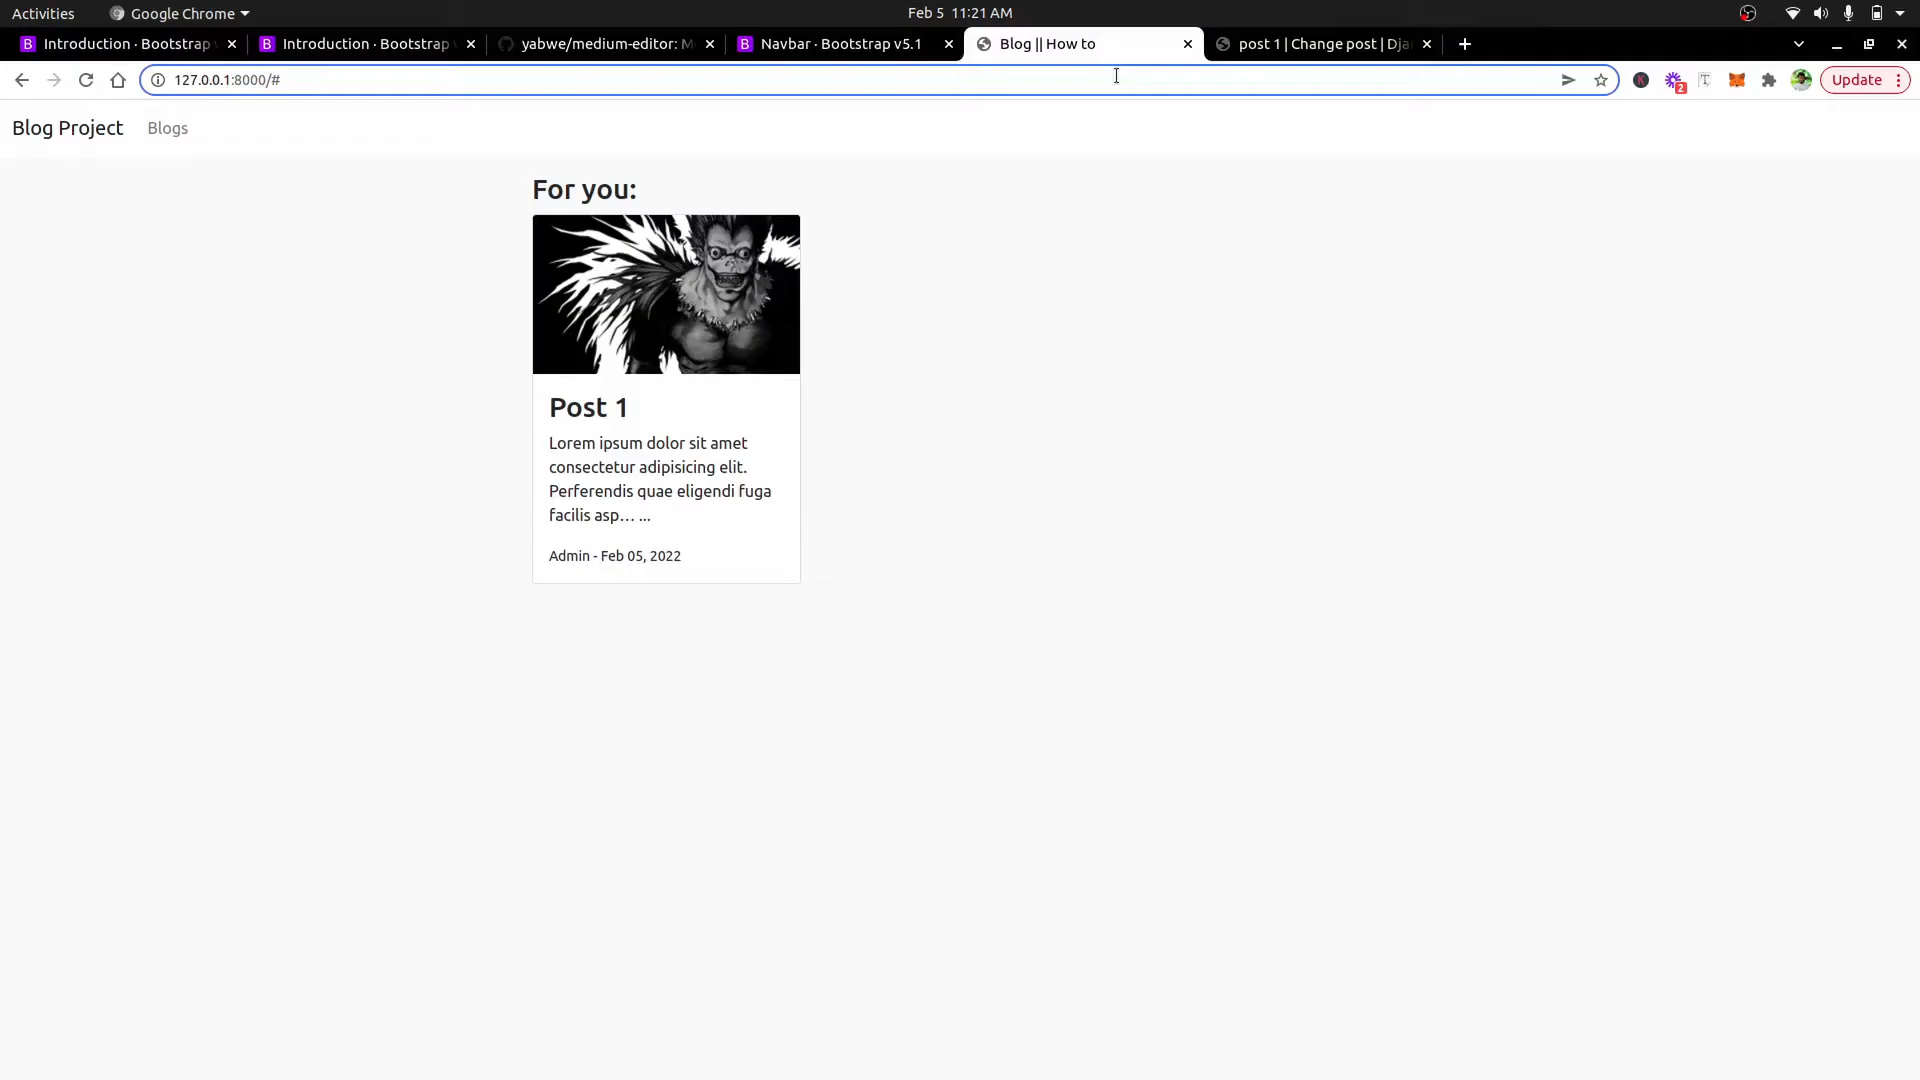 Activities
Google Chrome
Feb 5 11:21 AM
Introduction · Bootstrap
Introduction · Bootstrap
yabwe/medium-editor: M
Navbar · Bootstrap v5.1
Blog || How to
post 1 | Change post | Dja
127.0.0.1:8000/#
2
Update
Blog Project
Blogs
For you:
Post 1
Lorem ipsum dolor sit amet
consectetur adipisicing elit.
Perferendis quae eligendi fuga
facilis asp… ...
Admin - Feb 05, 2022